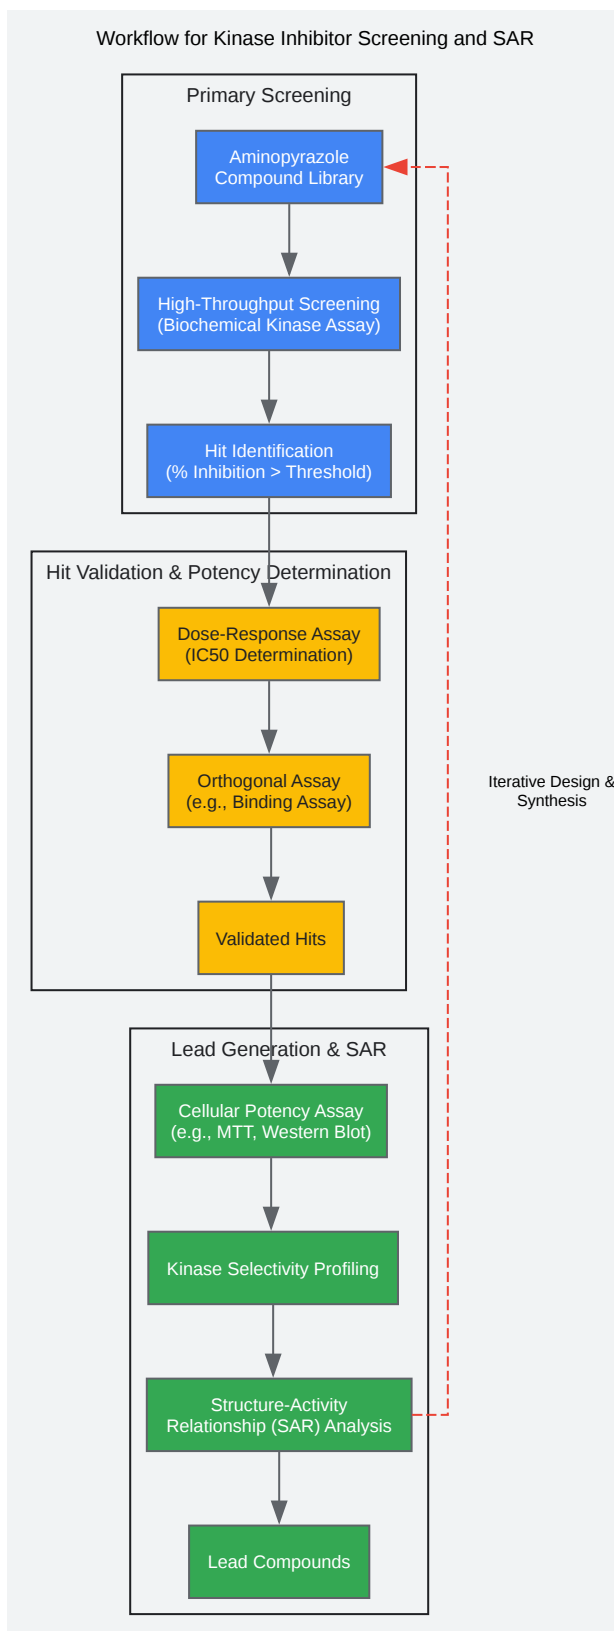 Workflow for Kinase Inhibitor Screening and SAR
Primary Screening
Aminopyrazole
Compound Library
High-Throughput Screening
(Biochemical Kinase Assay)
Hit Identification
(% Inhibition > Threshold)
Hit Validation & Potency Determination
Dose-Response Assay
(IC50 Determination)
Orthogonal Assay
(e.g., Binding Assay)
Iterative Design &
Synthesis
Validated Hits
Lead Generation & SAR
Cellular Potency Assay
(e.g., MTT, Western Blot)
Kinase Selectivity Profiling
Structure-Activity
Relationship (SAR) Analysis
Lead Compounds